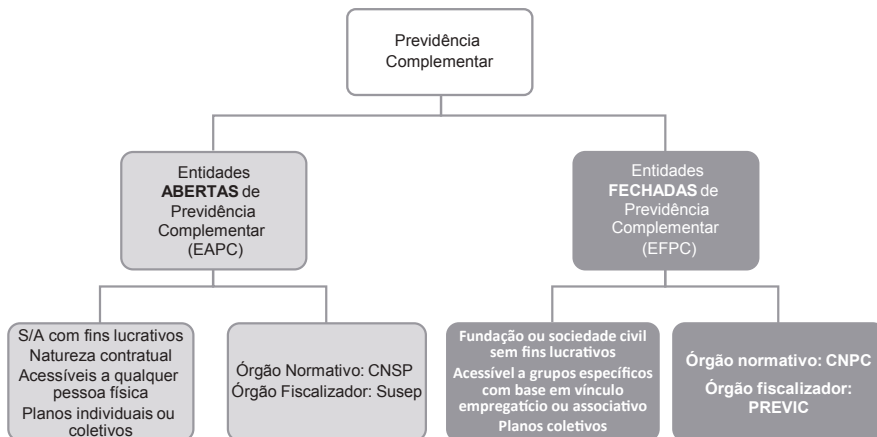 Previdência
Complementar
Entidades
ABERTAS de
Previdência
Complementar
(EAPC)
Entidades
FECHADAS de
Previdência
Complementar
(EFPC)
S/A com fins lucrativos
Natureza contratual
Acessíveis a qualquer
pessoa física
Planos individuais ou
coletivos
Órgão Normativo: CNSP
Órgão Fiscalizador: Susep
Fundação ou sociedade civil
sem fins lucrativos
Acessível a grupos específicos
com base em vínculo
empregatício ou associativo
Planos coletivos
Órgão normativo: CNPC
Órgão fiscalizador:
PREVIC